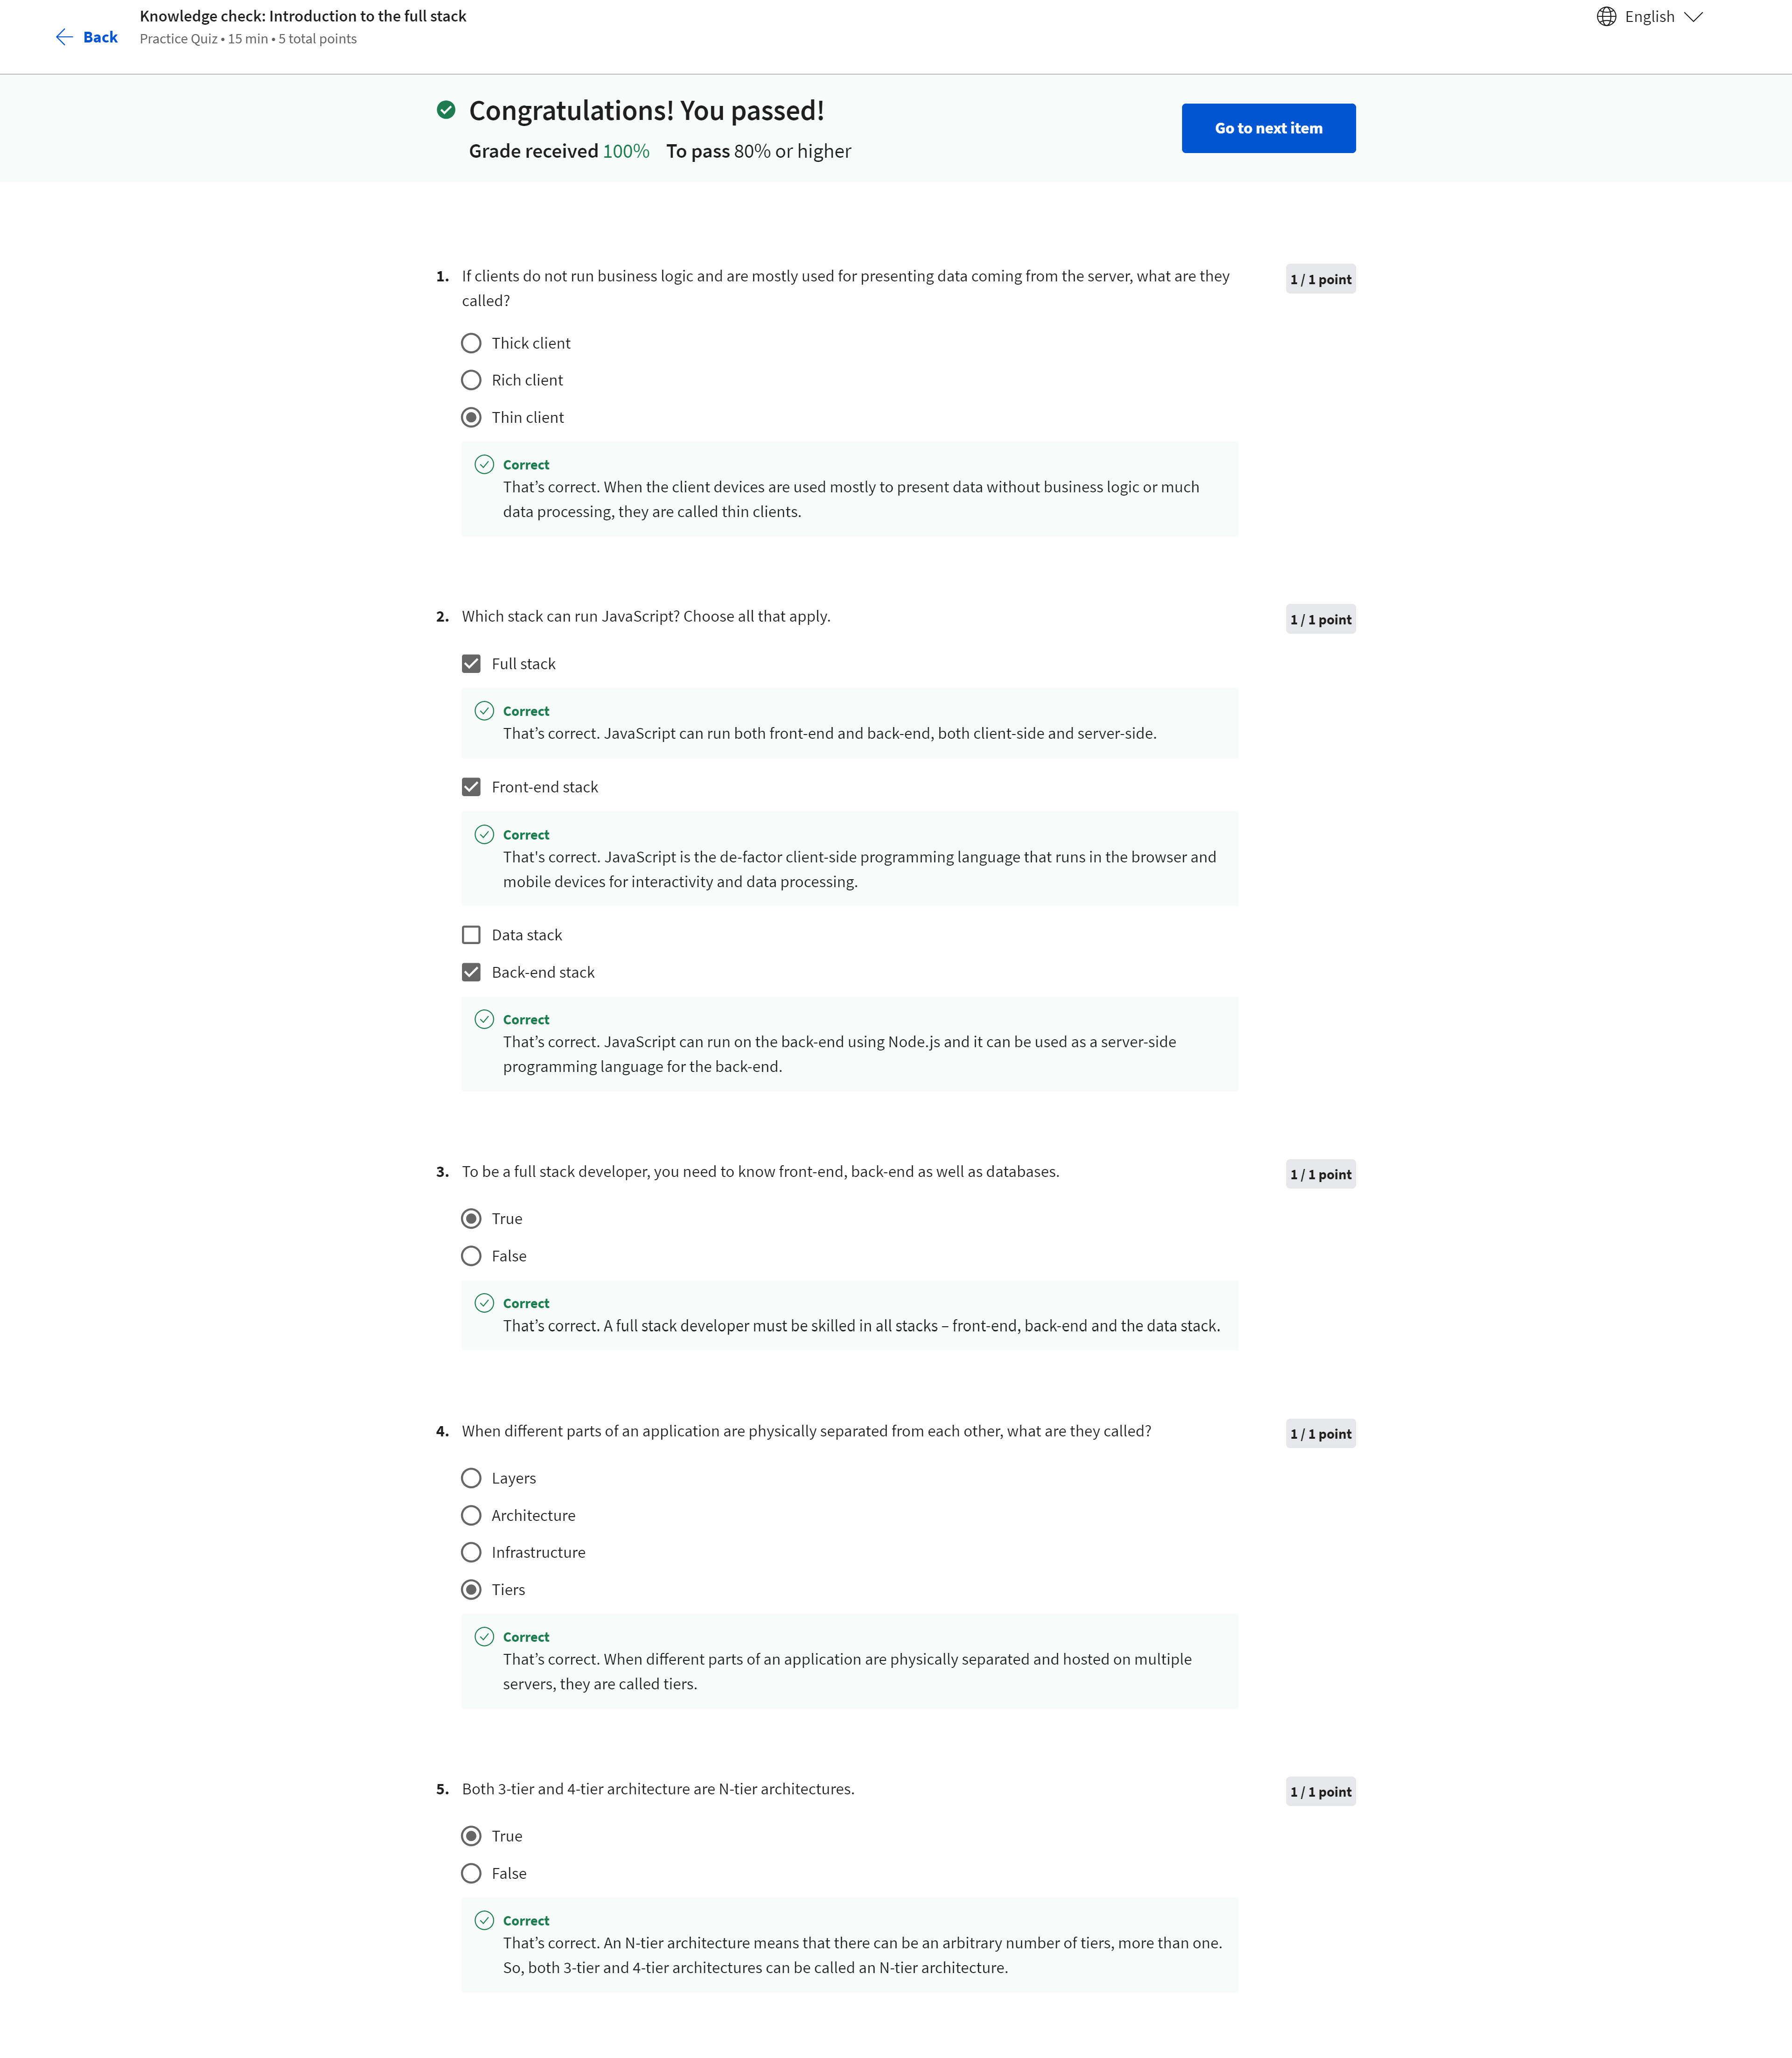 Back
Knowledge check: Introduction to the full stack
Practice Quiz • 15 min • 5 total points
English
Congratulations! You passed!
Grade received 100% To pass 80% or higher
Go to next item
1. If clients do not run business logic and are mostly used for presenting data coming from the server, what are they
called?
1 / 1 point
Thick client
Rich client
Thin client
Correct
That’s correct. When the client devices are used mostly to present data without business logic or much
data processing, they are called thin clients.
2. Which stack can run JavaScript? Choose all that apply.
1 / 1 point
Full stack
Correct
That’s correct. JavaScript can run both front-end and back-end, both client-side and server-side.
Front-end stack
Correct
That's correct. JavaScript is the de-factor client-side programming language that runs in the browser and
mobile devices for interactivity and data processing.
Data stack
Back-end stack
Correct
That’s correct. JavaScript can run on the back-end using Node.js and it can be used as a server-side
programming language for the back-end.
3. To be a full stack developer, you need to know front-end, back-end as well as databases.
1 / 1 point
True
False
Correct
That’s correct. A full stack developer must be skilled in all stacks – front-end, back-end and the data stack.
4. When different parts of an application are physically separated from each other, what are they called?
1 / 1 point
Layers
Architecture
Infrastructure
Tiers
Correct
That’s correct. When different parts of an application are physically separated and hosted on multiple
servers, they are called tiers.
5. Both 3-tier and 4-tier architecture are N-tier architectures.
1 / 1 point
True
False
Correct
That’s correct. An N-tier architecture means that there can be an arbitrary number of tiers, more than one.
So, both 3-tier and 4-tier architectures can be called an N-tier architecture.